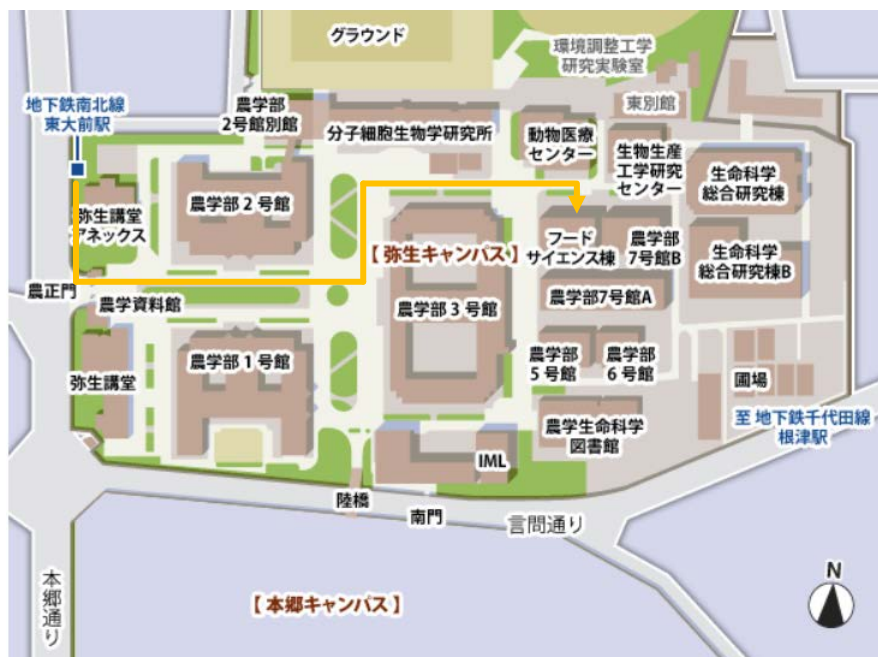 グラウンド
環境調整工学
研究実験室
地下鉄南北線
東大前駅
農学部
2号館別館
分子細胞生物学研究所
動物医療
センター
東別館
生物生産
工学研究
センター
生命科学
総合研究棟
弥生講堂
アネックス
農学部2号館
【 弥生キャンパス 】
フード
サイエンス棟
農学部
7号館B
生命科学
総合研究棟B
農正門
農学資料館
農学部3号館
農学部7号館A
弥生講堂
農学部1号館
農学部
5号館
農学部
6号館
圃場
農学生命科学
図書館
至 地下鉄千代田線
根津駅
IML
陸橋
南門
言問通り
本郷通り
【 本郷キャンパス 】
N